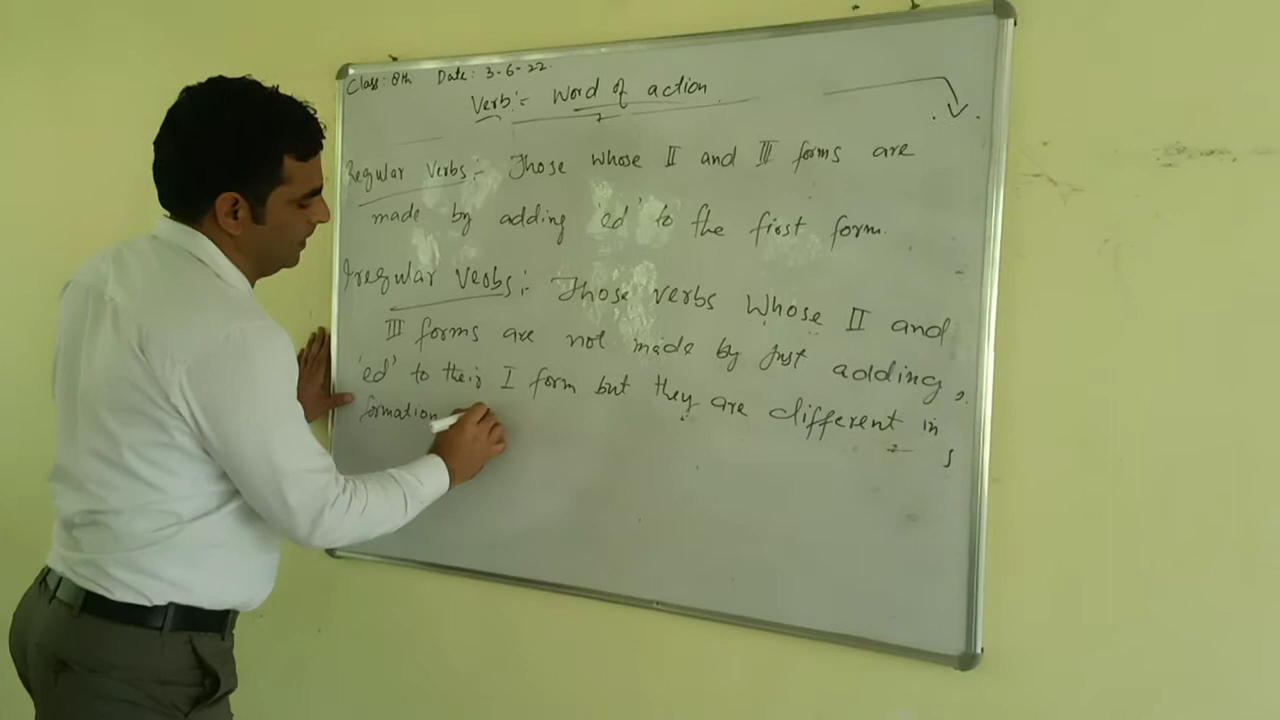 Class: 8th Date: 3-6-22.
Verb:- Word of action
Regular Verbs:- Those whose II and III forms are
made by adding 'ed' to the first form.
Irregular Verbs:- Those verbs Whose II and
III forms are not made by just adding
'ed' to their I form but they are different in
formation